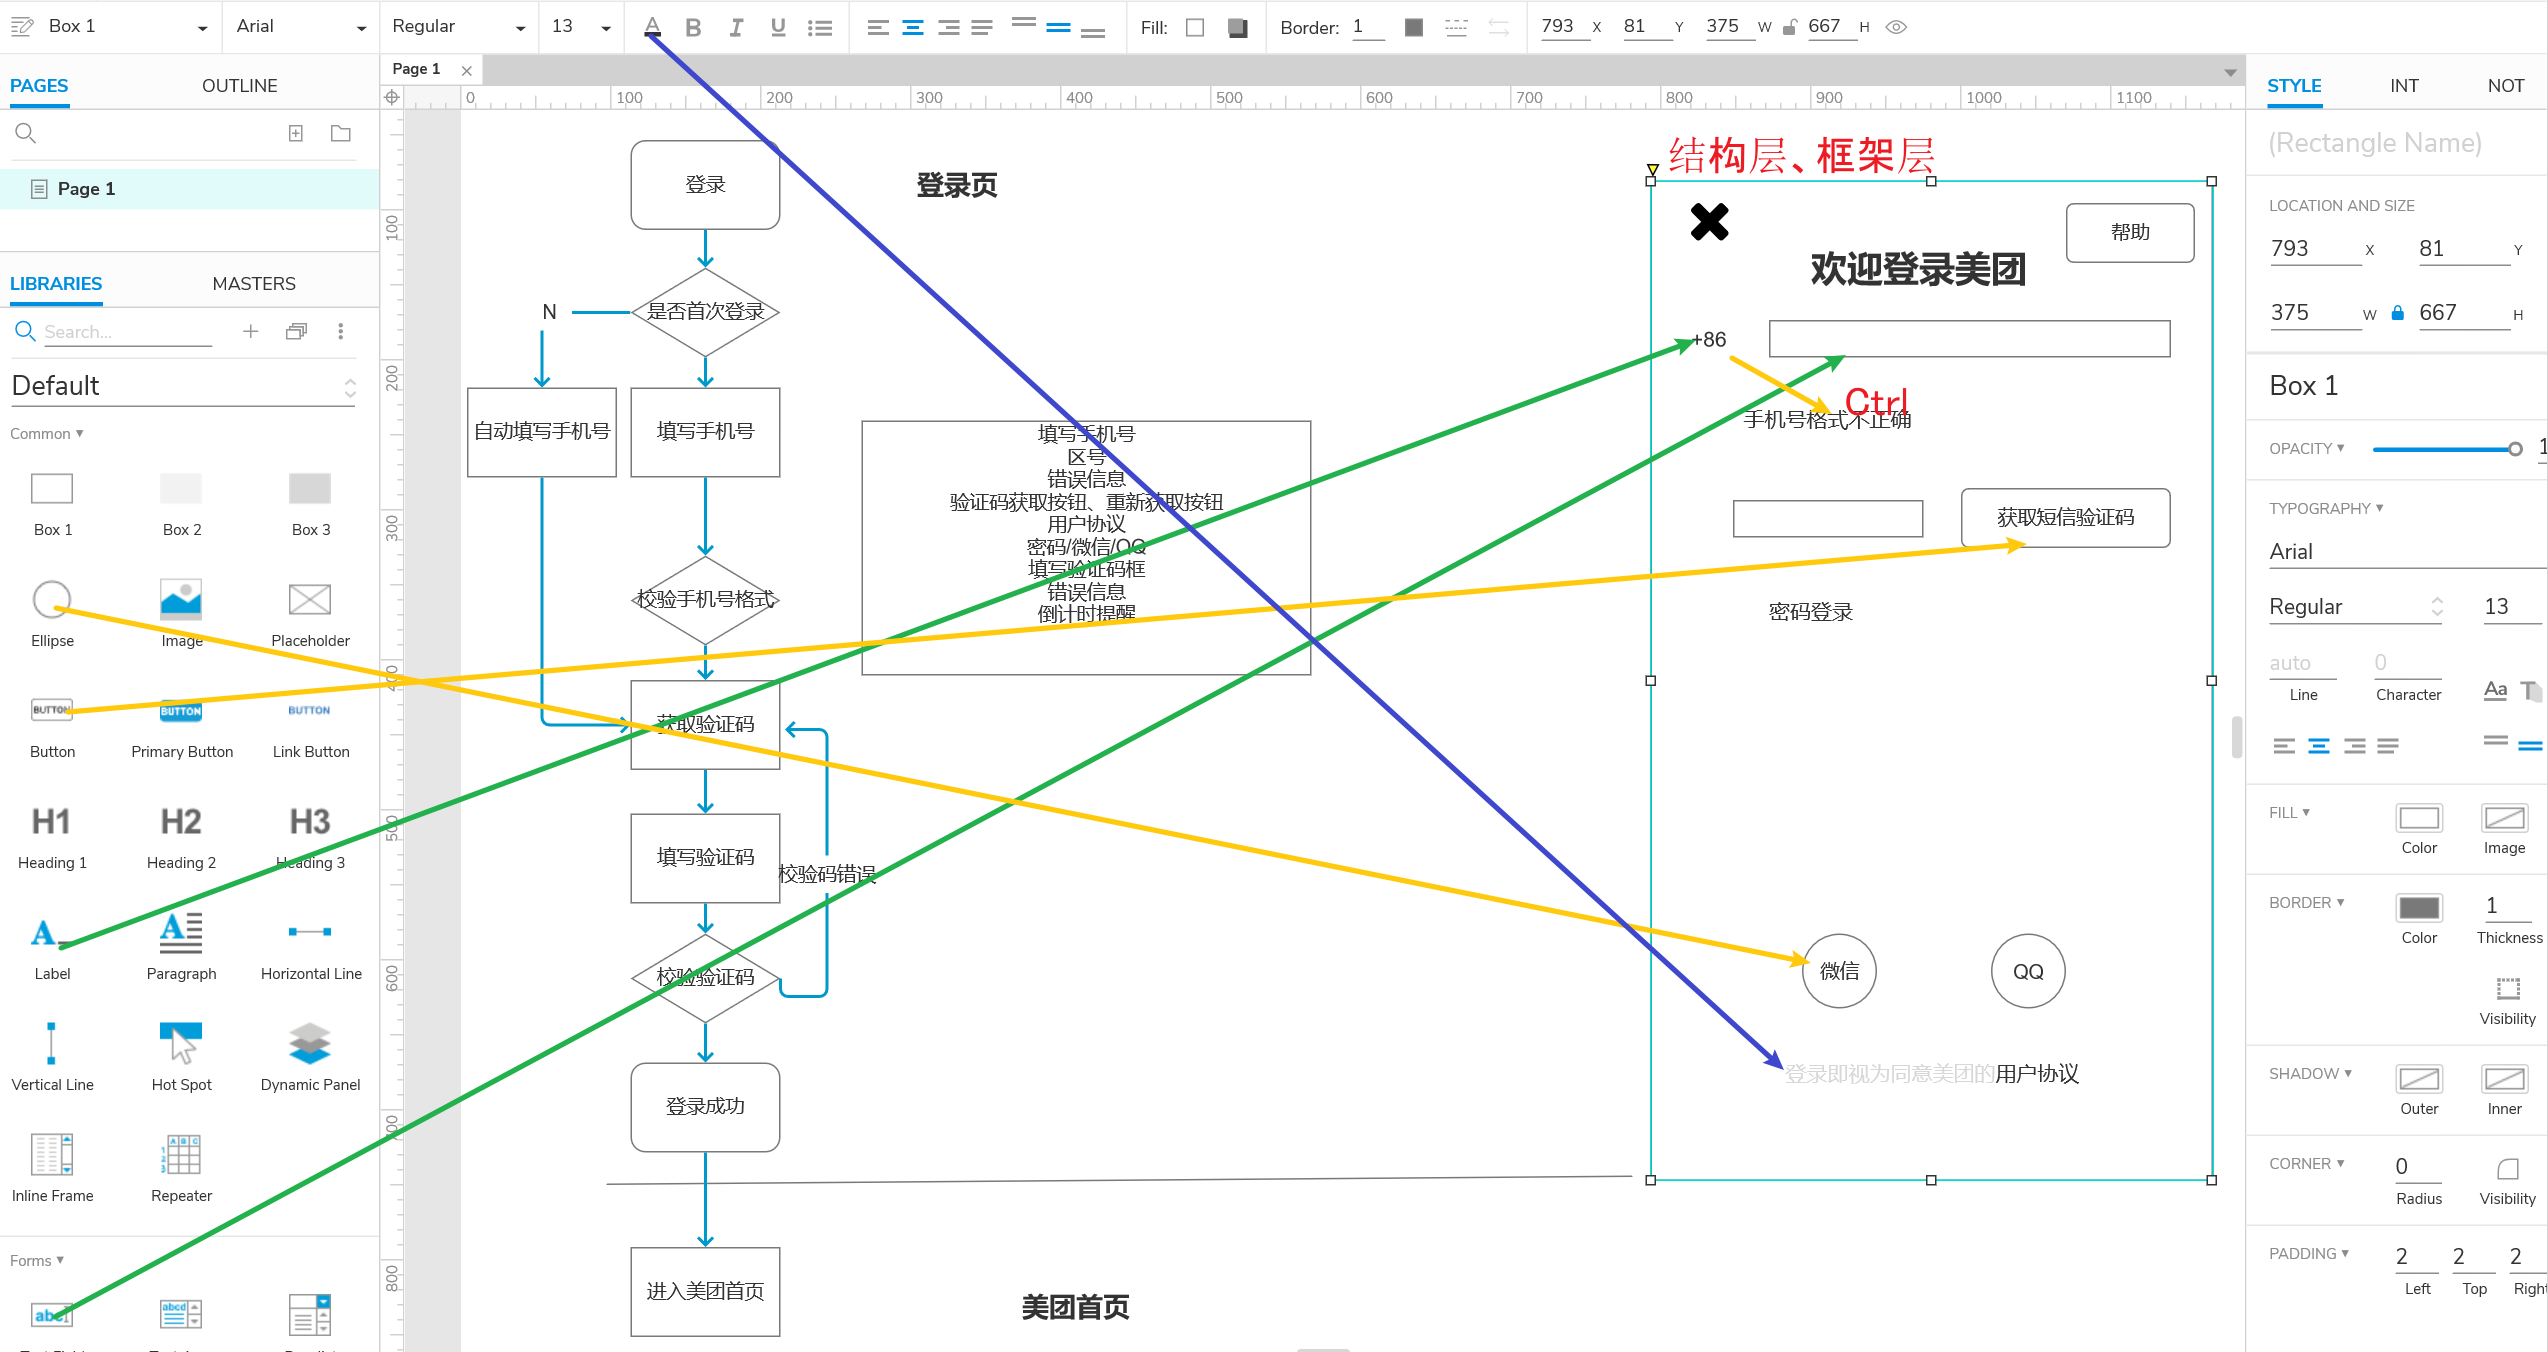 Box 1
Arial
Regular
13
A
B
I
U
Fill:
Border:
1
793 X
81 Y
375 W
667 H
PAGES
OUTLINE
Page 1
LIBRARIES
MASTERS
Search...
Default
Common
Box 1
Box 2
Box 3
Ellipse
Image
Placeholder
BUTTON
BUTTON
BUTTON
Button
Primary Button
Link Button
H1
H2
H3
Heading 1
Heading 2
Heading 3
A
A
Label
Paragraph
Horizontal Line
Vertical Line
Hot Spot
Dynamic Panel
Inline Frame
Repeater
Forms
Page 1
0
100
200
300
400
500
600
700
800
900
1000
1100
100
200
300
400
500
600
800
登录
登录页
是否首次登录
N
自动填写手机号
填写手机号
校验手机号格式
获取验证码
填写验证码
校验码错误
校验验证码
登录成功
进入美团首页
填写手机号
区号
错误信息
验证码获取按钮、重新获取按钮
用户协议
密码/微信/QQ
填写验证码框
错误信息
倒计时提醒
美团首页
结构层、框架层
帮助
欢迎登录美团
+86
Ctrl
手机号格式不正确
获取短信验证码
密码登录
微信
QQ
登录即视为同意美团的用户协议
STYLE
INT
NOT
(Rectangle Name)
LOCATION AND SIZE
793 X
81 Y
375 W
667 H
Box 1
OPACITY
TYPOGRAPHY
Arial
Regular
13
auto
0
Line
Character
Aa
FILL
Color
Image
BORDER
1
Color
Thickness
Visibility
SHADOW
Outer
Inner
CORNER
0
Radius
Visibility
PADDING
2
2
2
Left
Top
Right